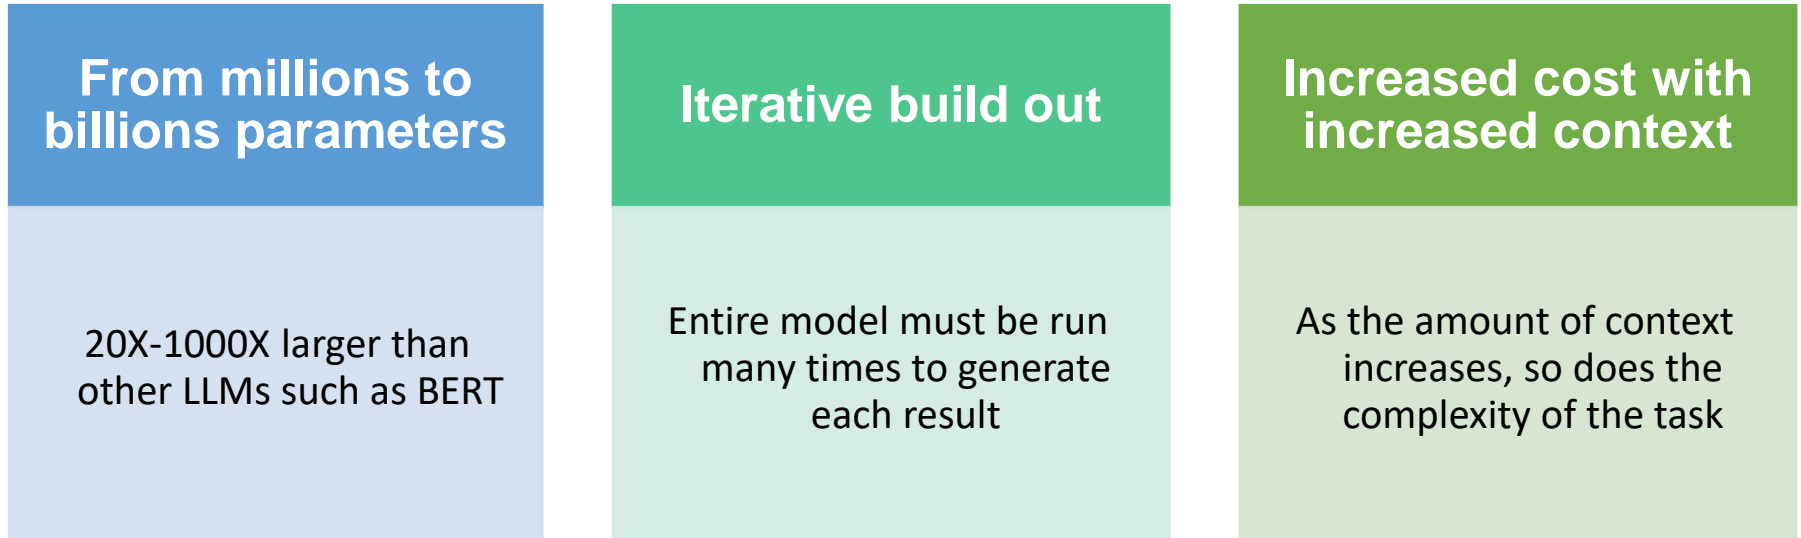 From millions to
billions parameters
20X-1000X larger than
other LLMs such as BERT
Iterative build out
Entire model must be run
many times to generate
each result
Increased cost with
increased context
As the amount of context
increases, so does the
complexity of the task